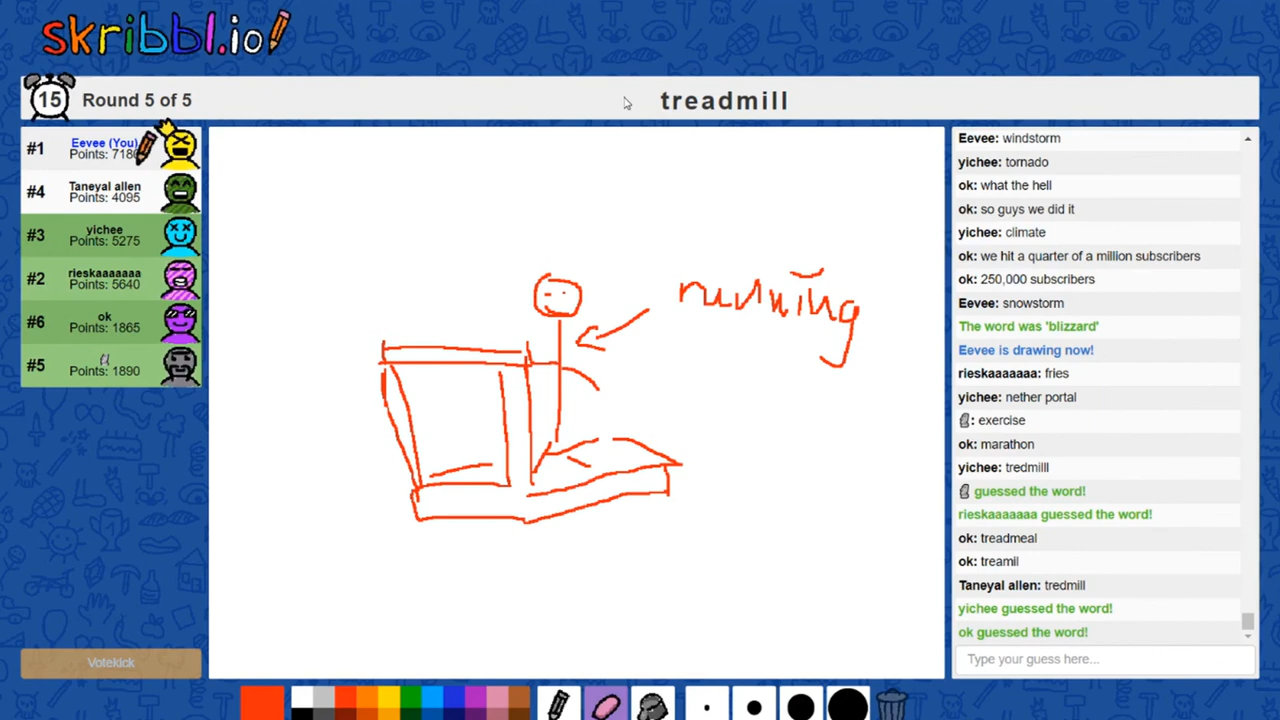 skribbl.io
15 Round 5 of 5
treadmill
#1 Eevee (You)
Points: 7180
#4 Taneyal allen
Points: 4095
#3 yichee
Points: 5275
#2 rieskaaaaaaa
Points: 5640
#6 ok
Points: 1865
#5
Points: 1890
Votekick
running
Eevee: windstorm
yichee: tornado
ok: what the hell
ok: so guys we did it
yichee: climate
ok: we hit a quarter of a million subscribers
ok: 250,000 subscribers
Eevee: snowstorm
The word was 'blizzard'
Eevee is drawing now!
rieskaaaaaaa: fries
yichee: nether portal
: exercise
ok: marathon
yichee: tredmilll
guessed the word!
rieskaaaaaaa guessed the word!
ok: treadmeal
ok: treamil
Taneyal allen: tredmill
yichee guessed the word!
ok guessed the word!
Type your guess here...